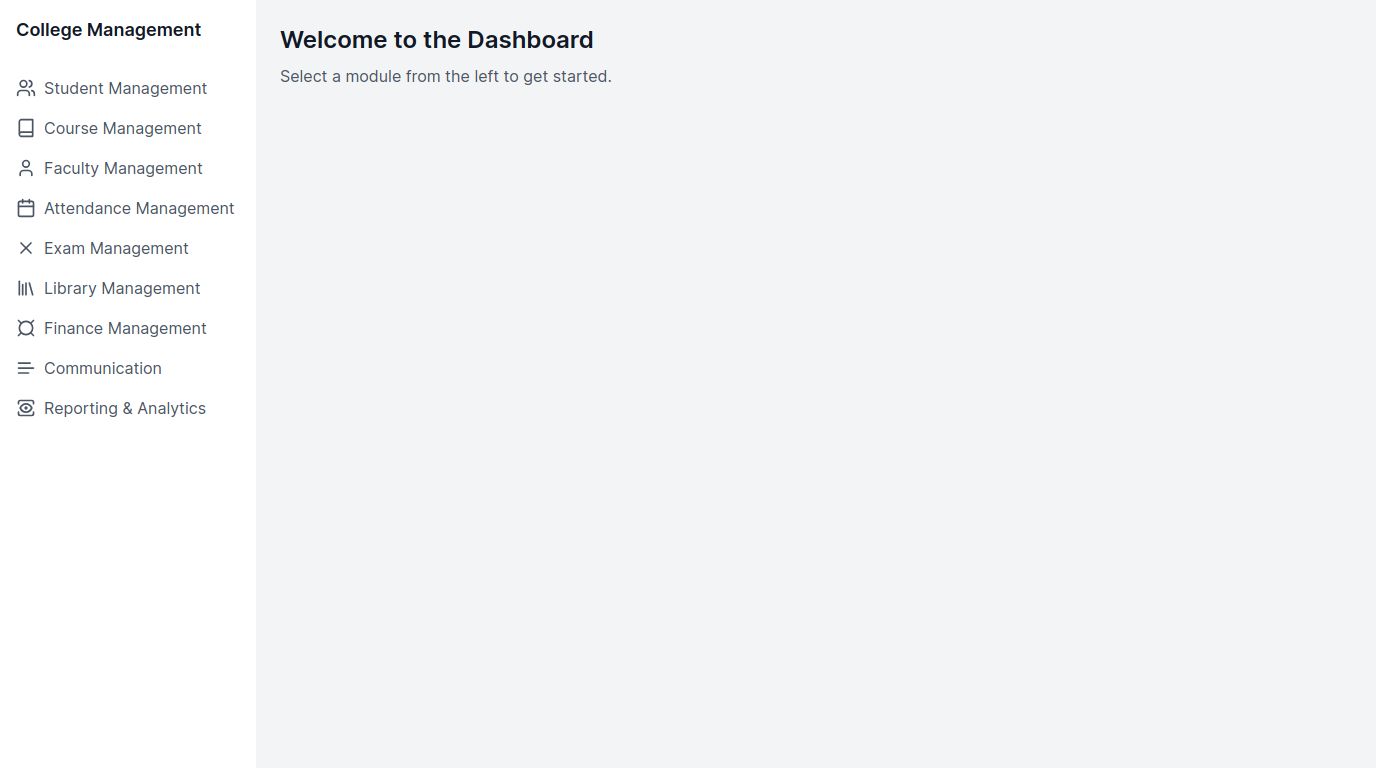 College Management
Student Management
Course Management
Faculty Management
Attendance Management
Exam Management
Library Management
Finance Management
Communication
Reporting & Analytics
Welcome to the Dashboard
Select a module from the left to get started.